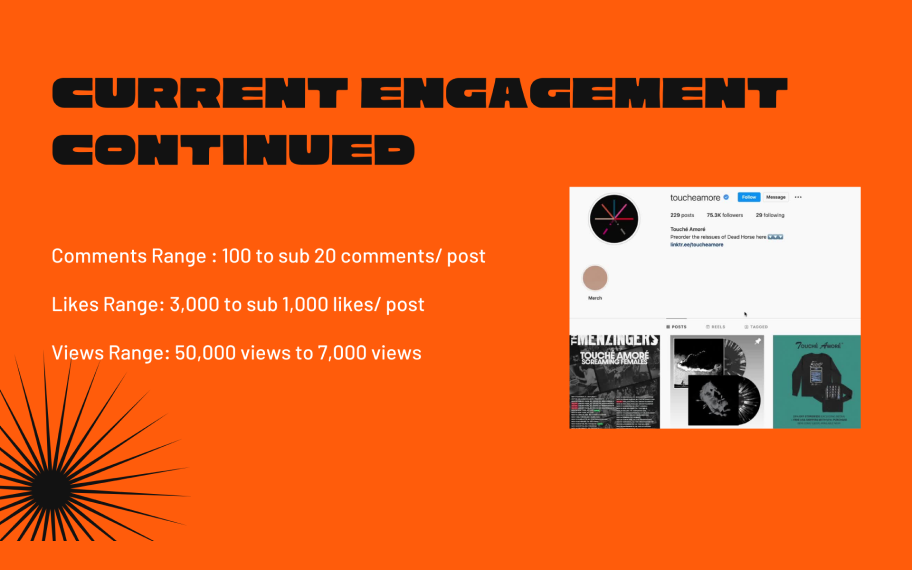 CURRENT ENGAGEMENT
CONTINUED
Comments Range : 100 to sub 20 comments/ post
Likes Range: 3,000 to sub 1,000 likes/ post
Views Range: 50,000 views to 7,000 views
toucheamore Follow Message ...
229 posts 75.3K followers 29 following
Touché Amoré
Preorder the reissues of Dead Horse here
linktr.ee/toucheamore
Merch
POSTS REELS TAGGED
MENZINGERS
TOUCHÉ AMORÉ
SCREAMING FEMALES
Touché Amoré